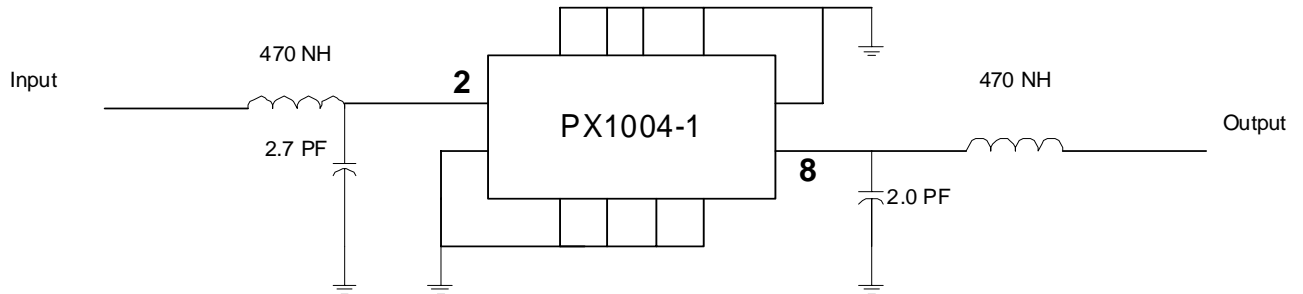 470 NH
470 NH
Input
2
PX1004-1
Output
2.7 PF
8
2.0 PF